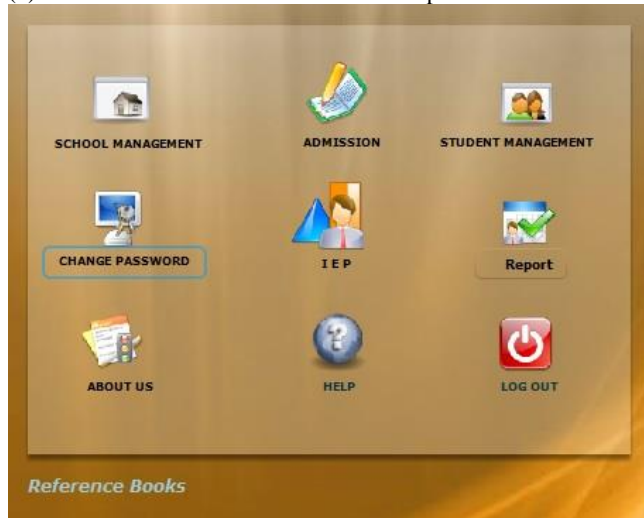 SCHOOL MANAGEMENT ADMISSION STUDENT MANAGEMENT
CHANGE PASSWORD I E P Report
ABOUT US HELP LOG OUT
Reference Books